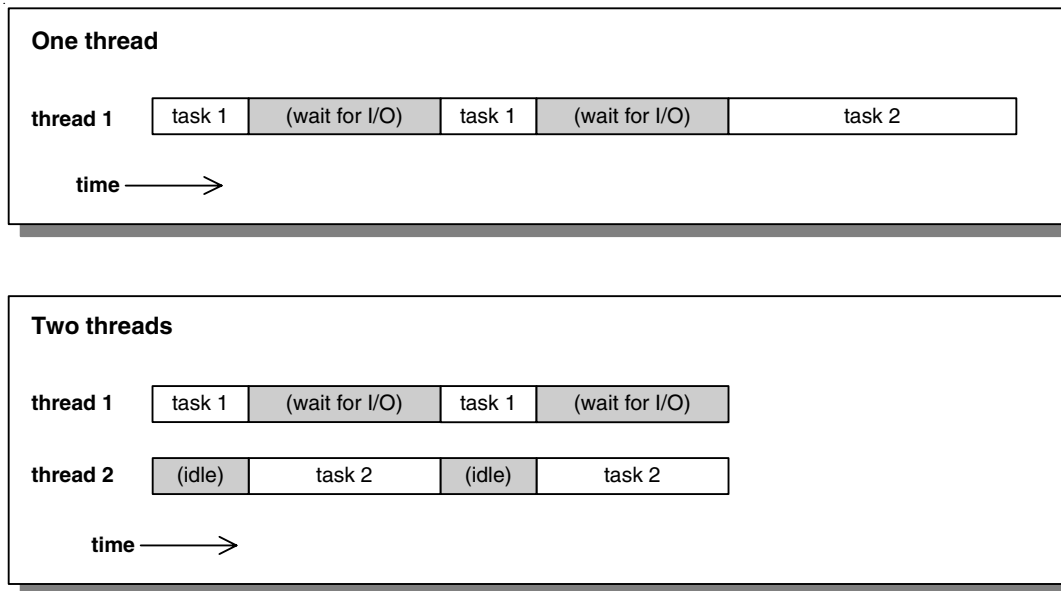 One thread
thread 1 task 1 (wait for I/O) task 1 (wait for I/O) task 2
time
Two threads
thread 1 task 1 (wait for I/O) task 1 (wait for I/O)
thread 2 (idle) task 2 (idle) task 2
time